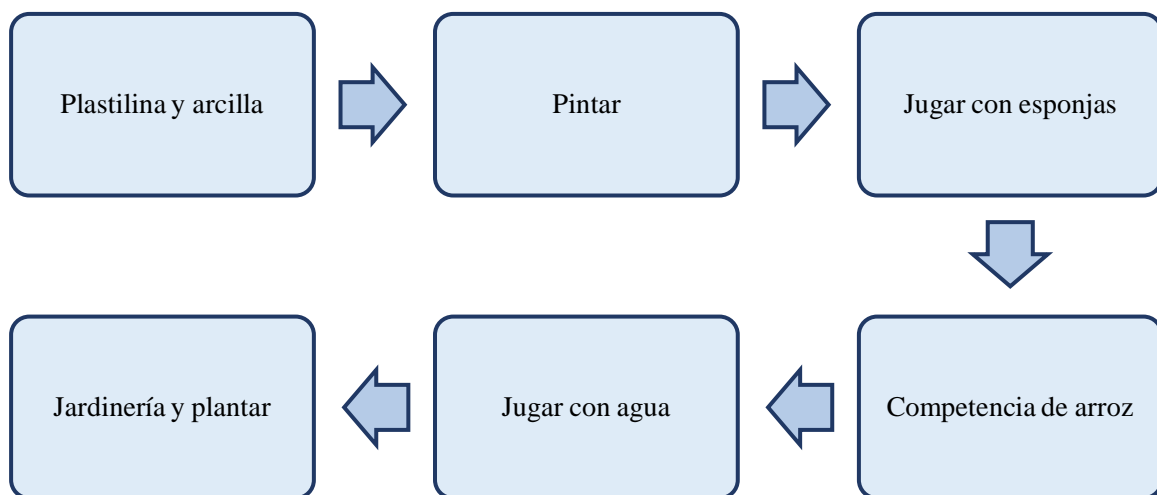 Plastilina y arcilla
Pintar
Jugar con esponjas
Competencia de arroz
Jugar con agua
Jardinería y plantar